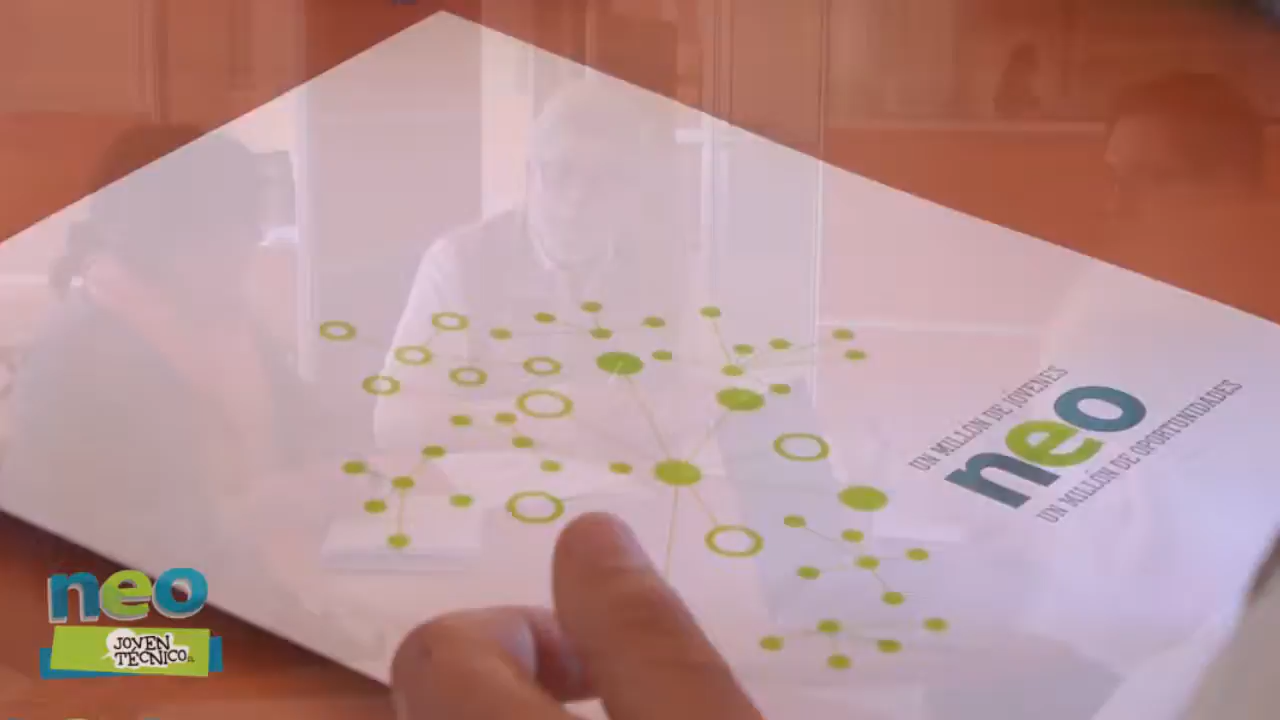 UN MILLÓN DE JÓVENES
neo
UN MILLÓN DE OPORTUNIDADES
neo
JOVEN
TÉCNICO